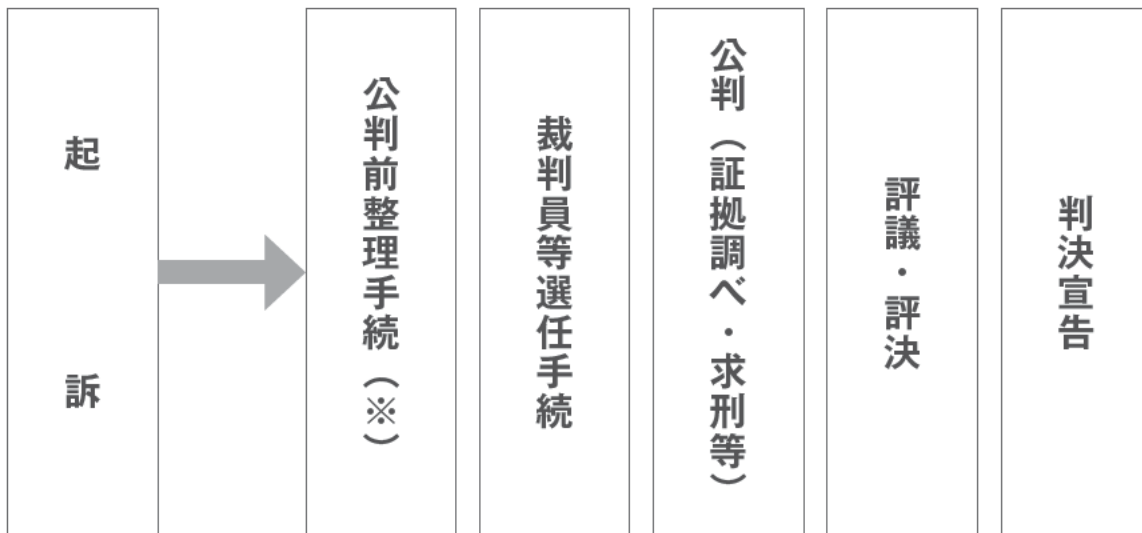 起訴
公判前整理手続（※）
裁判員等選任手続
公判（証拠調べ・求刑等）
評議・評決
判決宣告